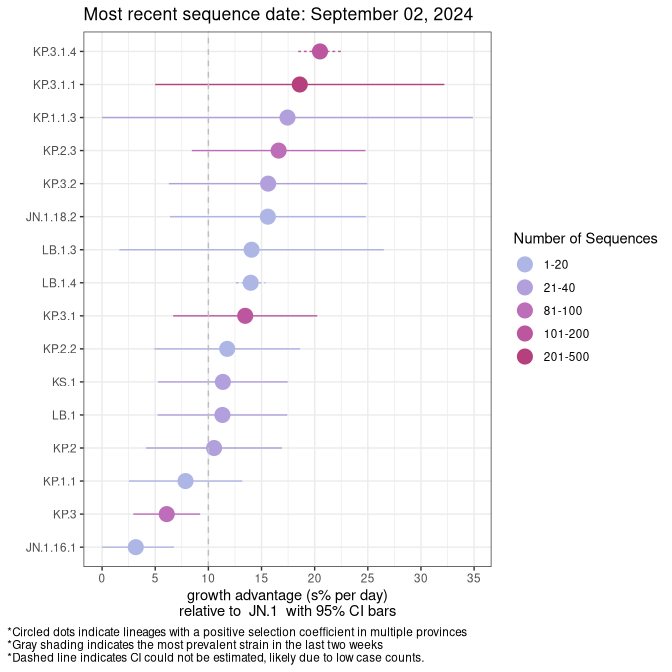 Most recent sequence date: September 02, 2024
KP.3.1.4
KP.3.1.1
KP.1.1.3
KP.2.3
KP.3.2
JN.1.18.2
LB.1.3
LB.1.4
KP.3.1
KP.2.2
KS.1
LB.1
KP.2
KP.1.1
KP.3
JN.1.16.1
0 5 10 15 20 25 30 35
growth advantage (s% per day)
relative to JN.1 with 95% CI bars
Number of Sequences
1-20
21-40
81-100
101-200
201-500
*Circled dots indicate lineages with a positive selection coefficient in multiple provinces
*Gray shading indicates the most prevalent strain in the last two weeks
*Dashed line indicates CI could not be estimated, likely due to low case counts.